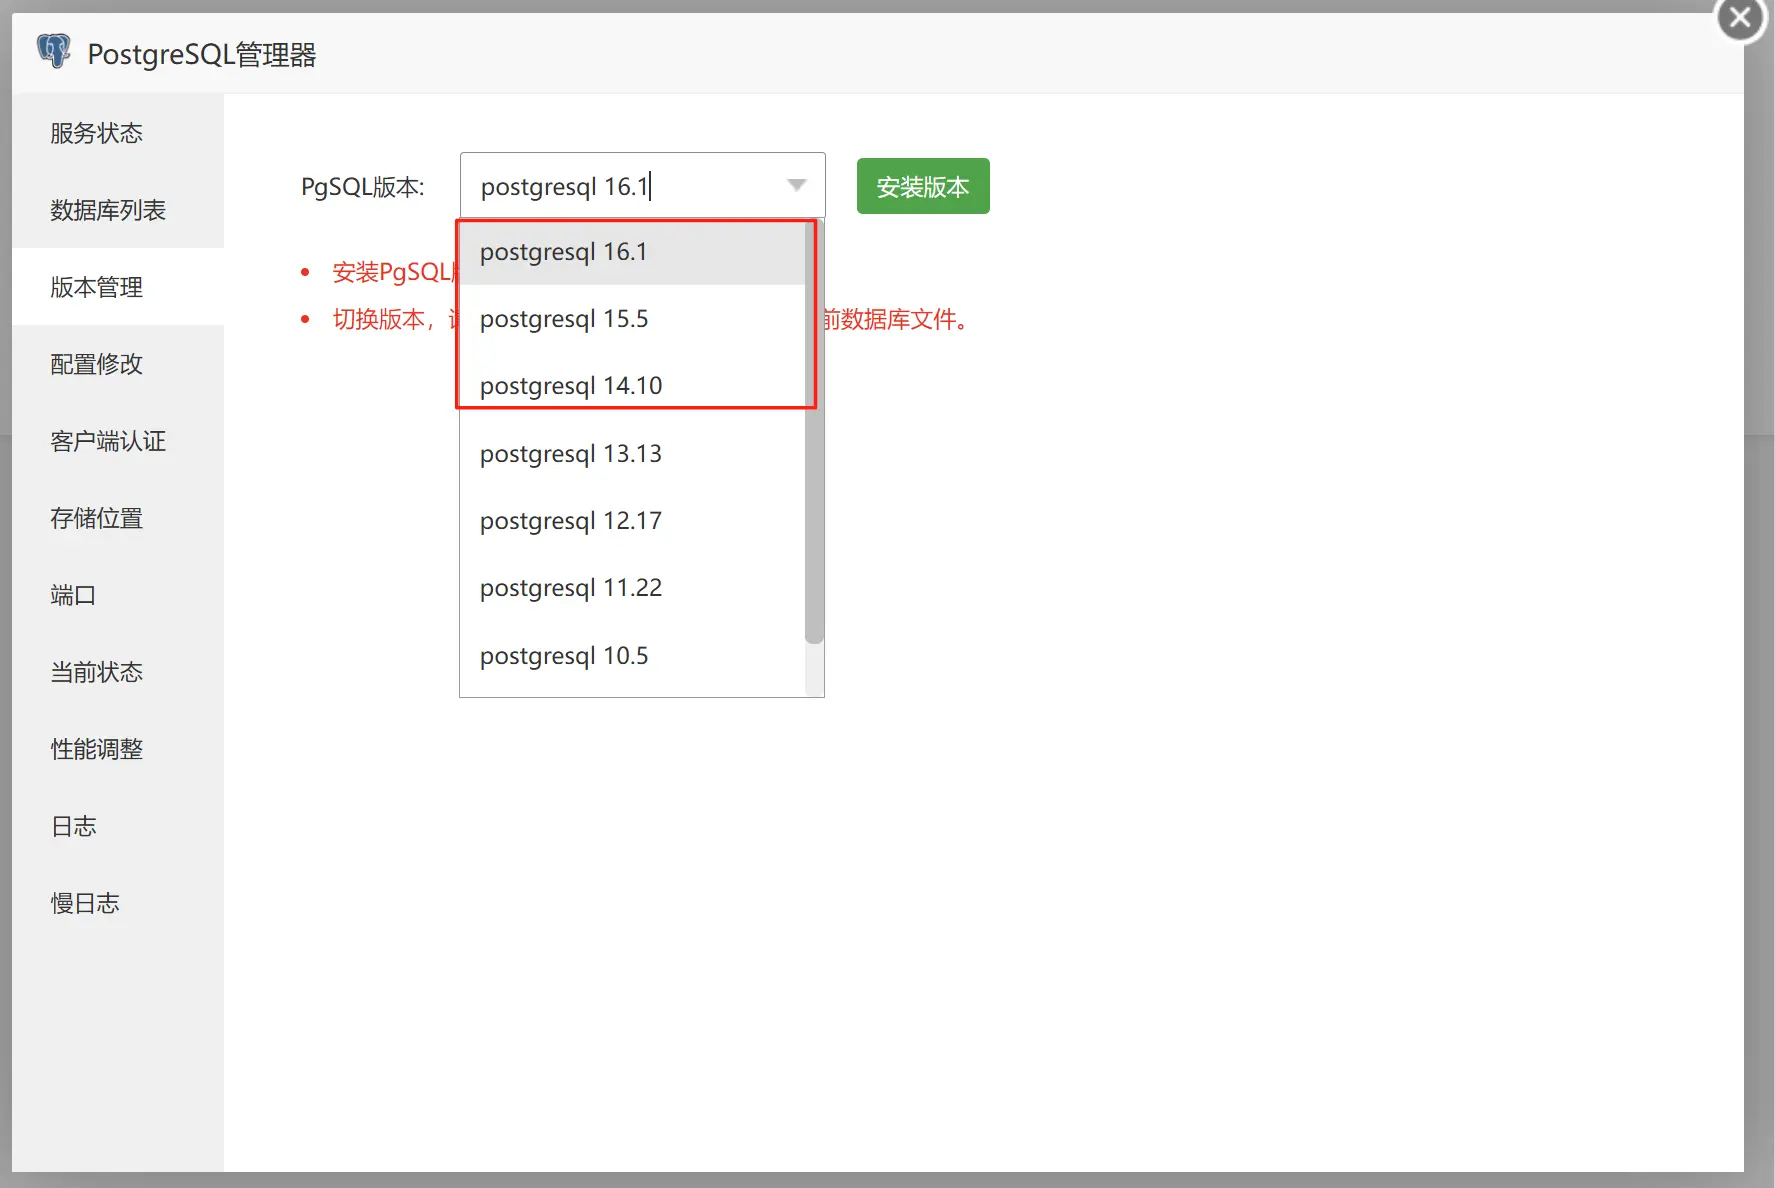 PostgreSQL管理器
服务状态
数据库列表
版本管理
配置修改
客户端认证
存储位置
端口
当前状态
性能调整
日志
慢日志
PgSQL版本:
postgresql 16.1
安装版本
安装PgSQL
切换版本，
前数据库文件。
postgresql 16.1
postgresql 15.5
postgresql 14.10
postgresql 13.13
postgresql 12.17
postgresql 11.22
postgresql 10.5